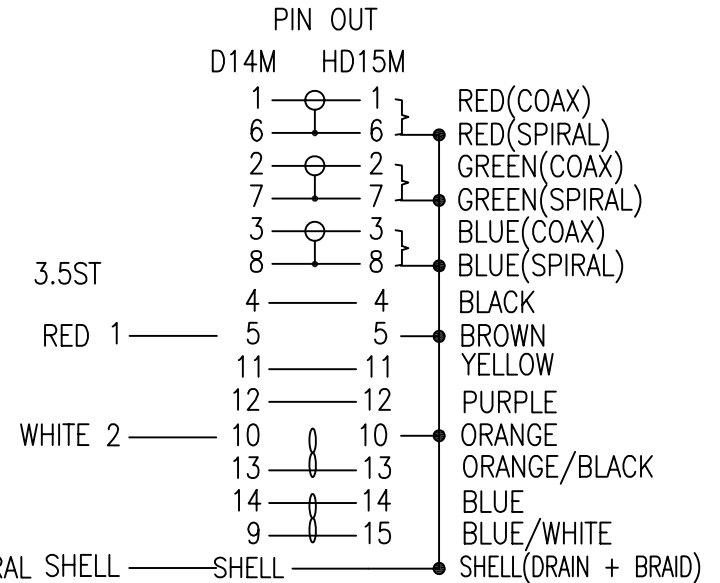 PIN OUT
D14M HD15M
1 1 RED(COAX)
6 6 RED(SPIRAL)
2 2 GREEN(COAX)
7 7 GREEN(SPIRAL)
3 3 BLUE(COAX)
8 8 BLUE(SPIRAL)
3.5ST
4 4 BLACK
RED 1 5 5 BROWN
11 11 YELLOW
12 12 PURPLE
WHITE 2 10 10 ORANGE
13 13 ORANGE/BLACK
14 14 BLUE
9 15 BLUE/WHITE
RAL SHELL SHELL SHELL(DRAIN + BRAID)